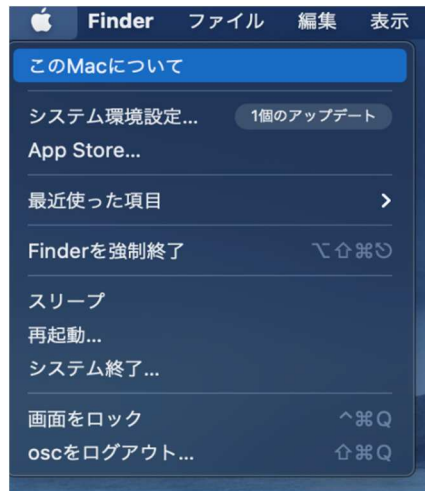 Finder ファイル 編集 表示
このMacについて
システム環境設定... 1個のアップデート
App Store...
最近使った項目
Finderを強制終了 ⌥⇧⌘⎋
スリープ
再起動...
システム終了...
画面をロック ^⌘Q
oscをログアウト... ⇧⌘Q